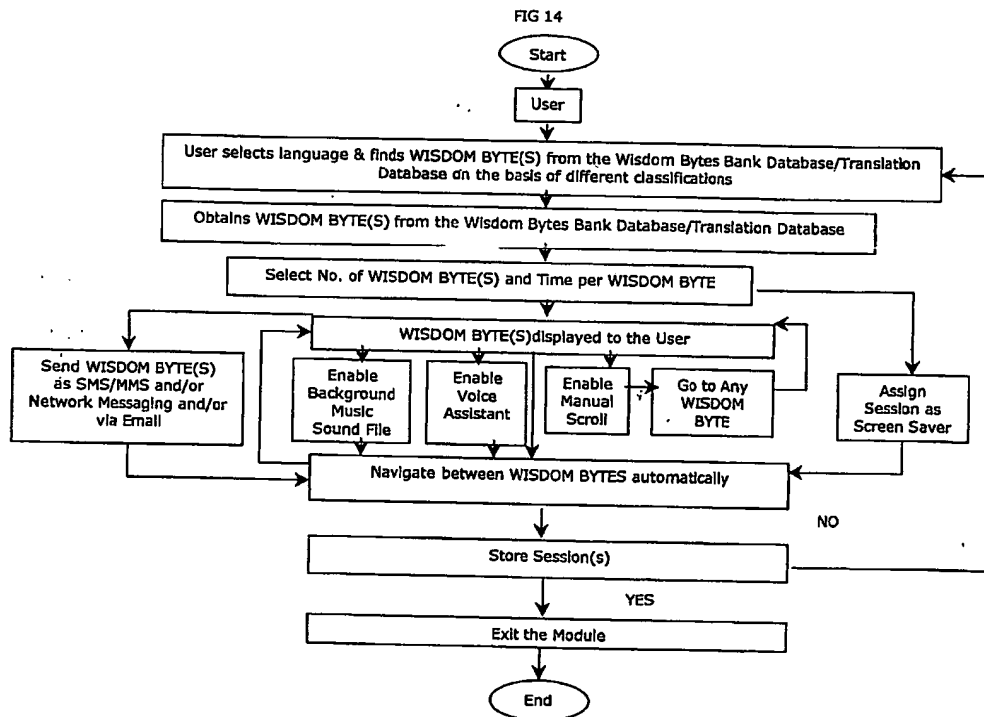 FIG 14
Start
User
User selects language & finds WISDOM BYTE(S) from the Wisdom Bytes Bank Database/Translation
Database on the basis of different classifications
Obtains WISDOM BYTE(S) from the Wisdom Bytes Bank Database/Translation Database
Select No. of WISDOM BYTE(S) and Time per WISDOM BYTE
WISDOM BYTE(S)displayed to the User
Send WISDOM BYTE(S)
as SMS/MMS and/or
Network Messaging and/or
via Email
Enable
Background
Music
Sound File
Enable
Voice
Assistant
Enable
Manual
Scroll
Go to Any
WISDOM
BYTE
Assign
Session as
Screen Saver
Navigate between WISDOM BYTES automatically
NO
Store Session(s)
YES
Exit the Module
End